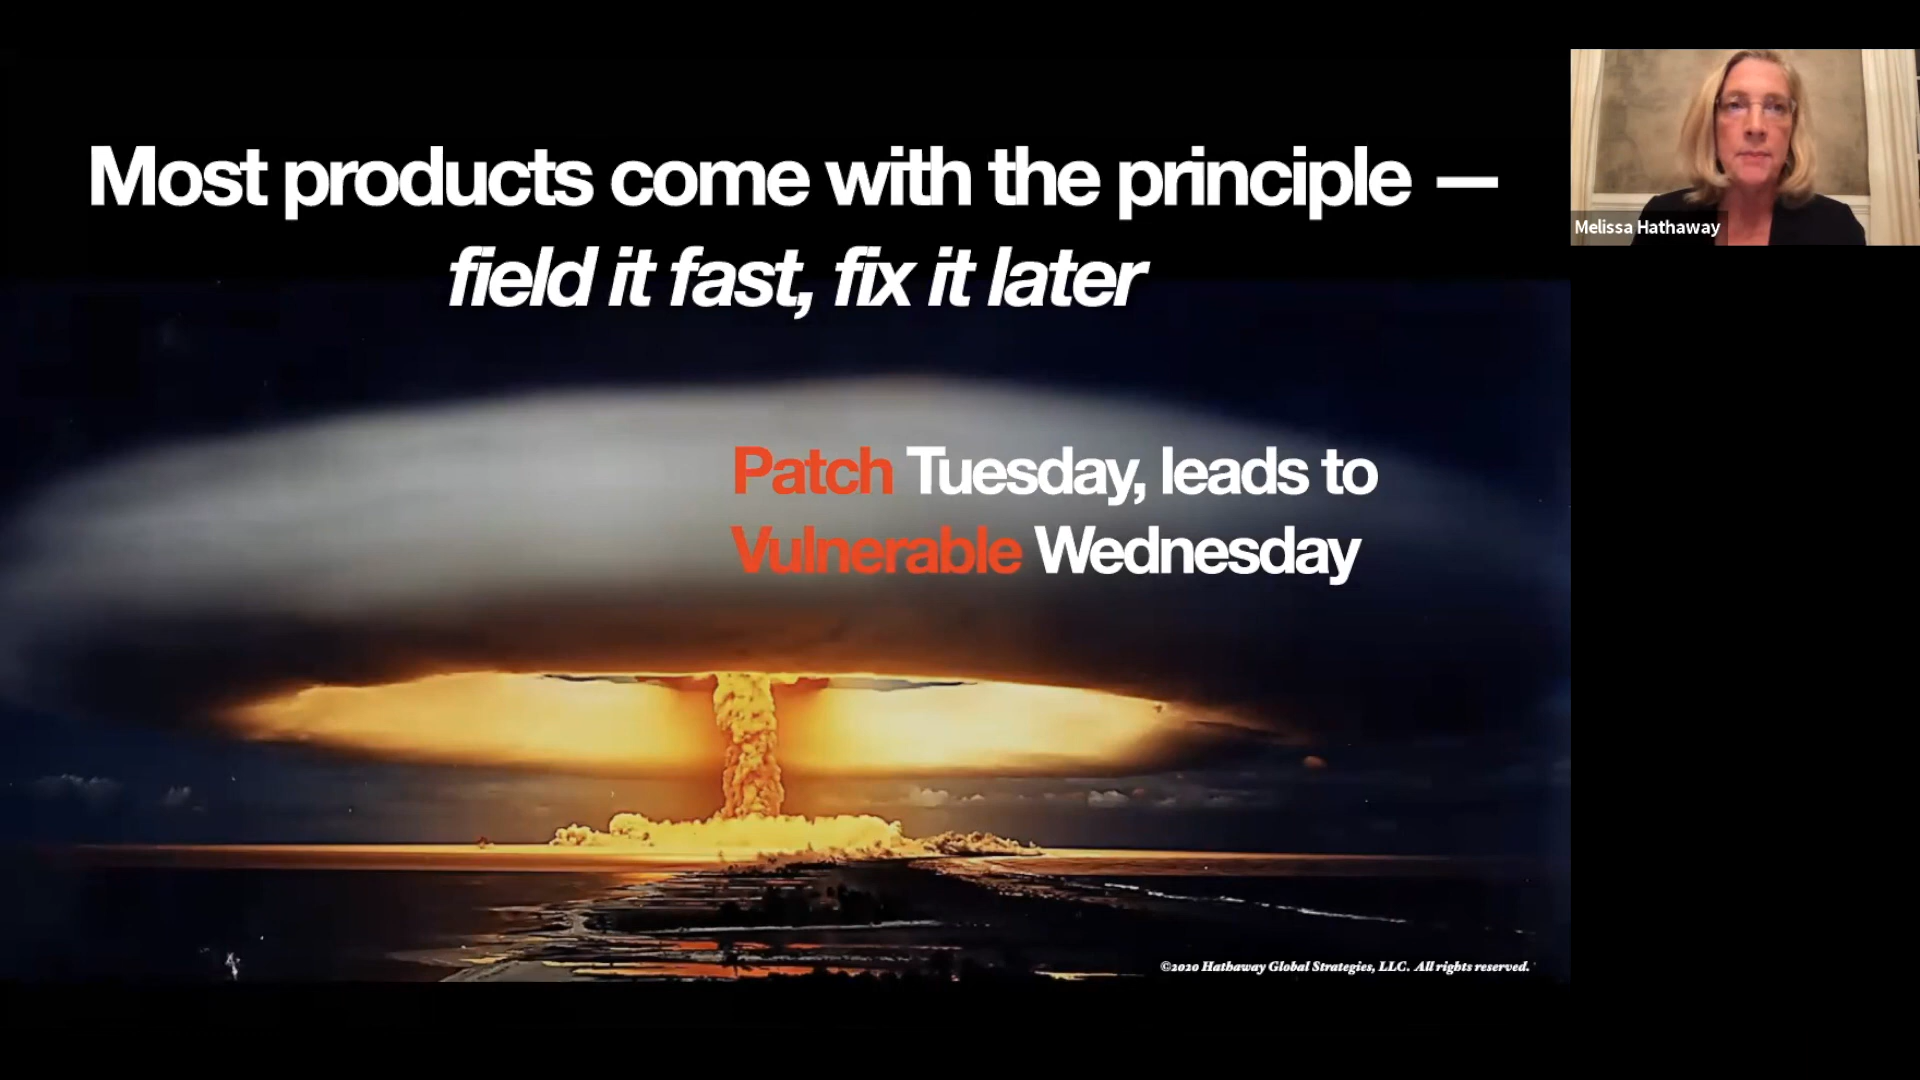 Most products come with the principle —
field it fast, fix it later
Melissa Hathaway
Patch Tuesday, leads to
Vulnerable Wednesday
©2020 Hathaway Global Strategies, LLC. All rights reserved.